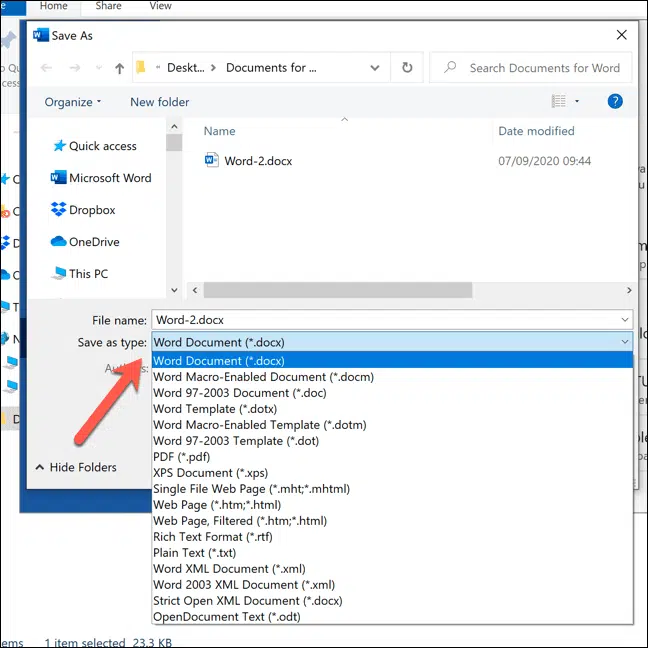 Home Share View
Save As
Deskt... Documents for ... Search Documents for Word
Organize New folder ?
Name Date modified
Quick access
Word-2.docx 07/09/2020 09:44
Microsoft Word
Dropbox
OneDrive
This PC
File name: Word-2.docx
Save as type: Word Document (*.docx)
Word Document (*.docx)
Word Macro-Enabled Document (*.docm)
Word 97-2003 Document (*.doc)
Word Template (*.dotx)
Word Macro-Enabled Template (*.dotm)
Word 97-2003 Template (*.dot)
PDF (*.pdf)
Hide Folders
XPS Document (*.xps)
Single File Web Page (*.mht;*.mhtml)
Web Page (*.htm;*.html)
Web Page, Filtered (*.htm;*.html)
Rich Text Format (*.rtf)
Plain Text (*.txt)
Word XML Document (*.xml)
Word 2003 XML Document (*.xml)
Strict Open XML Document (*.docx)
OpenDocument Text (*.odt)
ems 1 item selected 23.3 KB